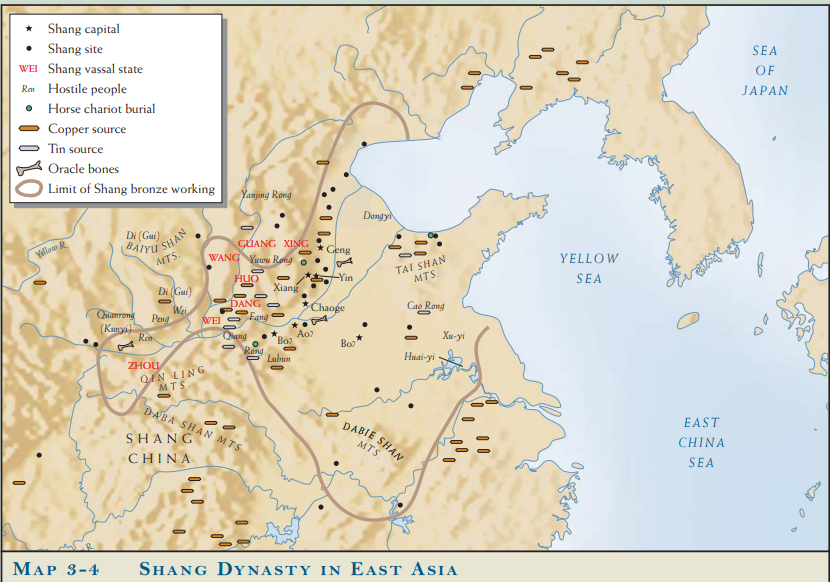 Shang capital
Shang site
WEI Shang vassal state
Ren Hostile people
Horse chariot burial
Copper source
Tin source
Oracle bones
Limit of Shang bronze working
SEA
OF
JAPAN
Yanjing Rong
Dongyi
Di (Gui)
BAIYU SHAN
MTS.
Yellow R.
GUANG XING
Geng
WANG
Yuwu Rong
TAI SHAN
MTS.
YELLOW
SEA
HUO
Yin
Xiang
Di (Gui)
Wei
DANG
Chaoge
Cao Rong
Quanrong
(Kunyi)
Peng
WEI
Fang
Ren
Qiang
Ao?
Bo?
Bo?
Xu-yi
Rong
Lubun
Huai-yi
ZHOU
QIN LING
MTS
DABA SHAN MTS
SHANG
CHINA
DABIE SHAN
MTS.
EAST
CHINA
SEA
R.
MAP 3-4 SHANG DYNASTY IN EAST ASIA